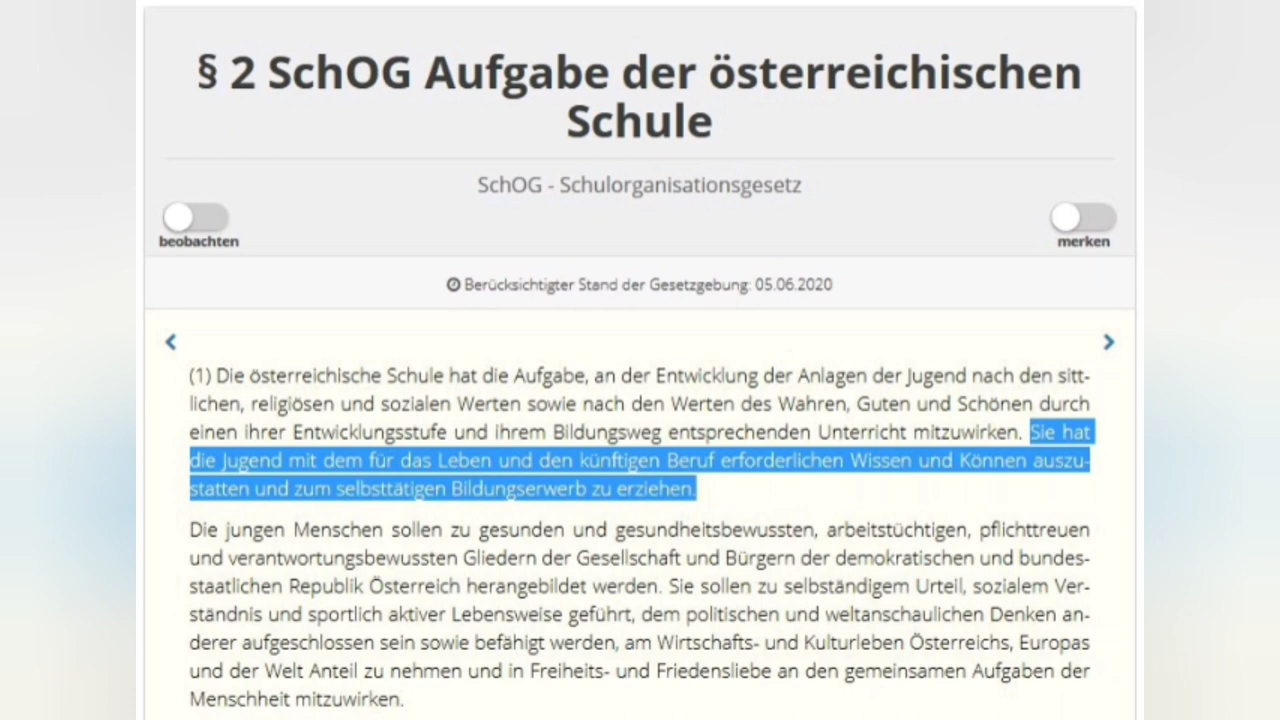 § 2 SchOG Aufgabe der österreichischen
Schule
SchOG - Schulorganisationsgesetz
beobachten
merken
Berücksichtigter Stand der Gesetzgebung: 05.06.2020
(1) Die österreichische Schule hat die Aufgabe, an der Entwicklung der Anlagen der Jugend nach den sitt-
lichen, religiösen und sozialen Werten sowie nach den Werten des Wahren, Guten und Schönen durch
einen ihrer Entwicklungsstufe und ihrem Bildungsweg entsprechenden Unterricht mitzuwirken. Sie hat
die Jugend mit dem für das Leben und den künftigen Beruf erforderlichen Wissen und Können auszu-
statten und zum selbsttätigen Bildungserwerb zu erziehen.
Die jungen Menschen sollen zu gesunden und gesundheitsbewussten, arbeitstüchtigen, pflichttreuen
und verantwortungsbewussten Gliedern der Gesellschaft und Bürgern der demokratischen und bundes-
staatlichen Republik Österreich herangebildet werden. Sie sollen zu selbständigem Urteil, sozialem Ver-
ständnis und sportlich aktiver Lebensweise geführt, dem politischen und weltanschaulichen Denken an-
derer aufgeschlossen sein sowie befähigt werden, am Wirtschafts- und Kulturleben Österreichs, Europas
und der Welt Anteil zu nehmen und in Freiheits- und Friedensliebe an den gemeinsamen Aufgaben der
Menschheit mitzuwirken.